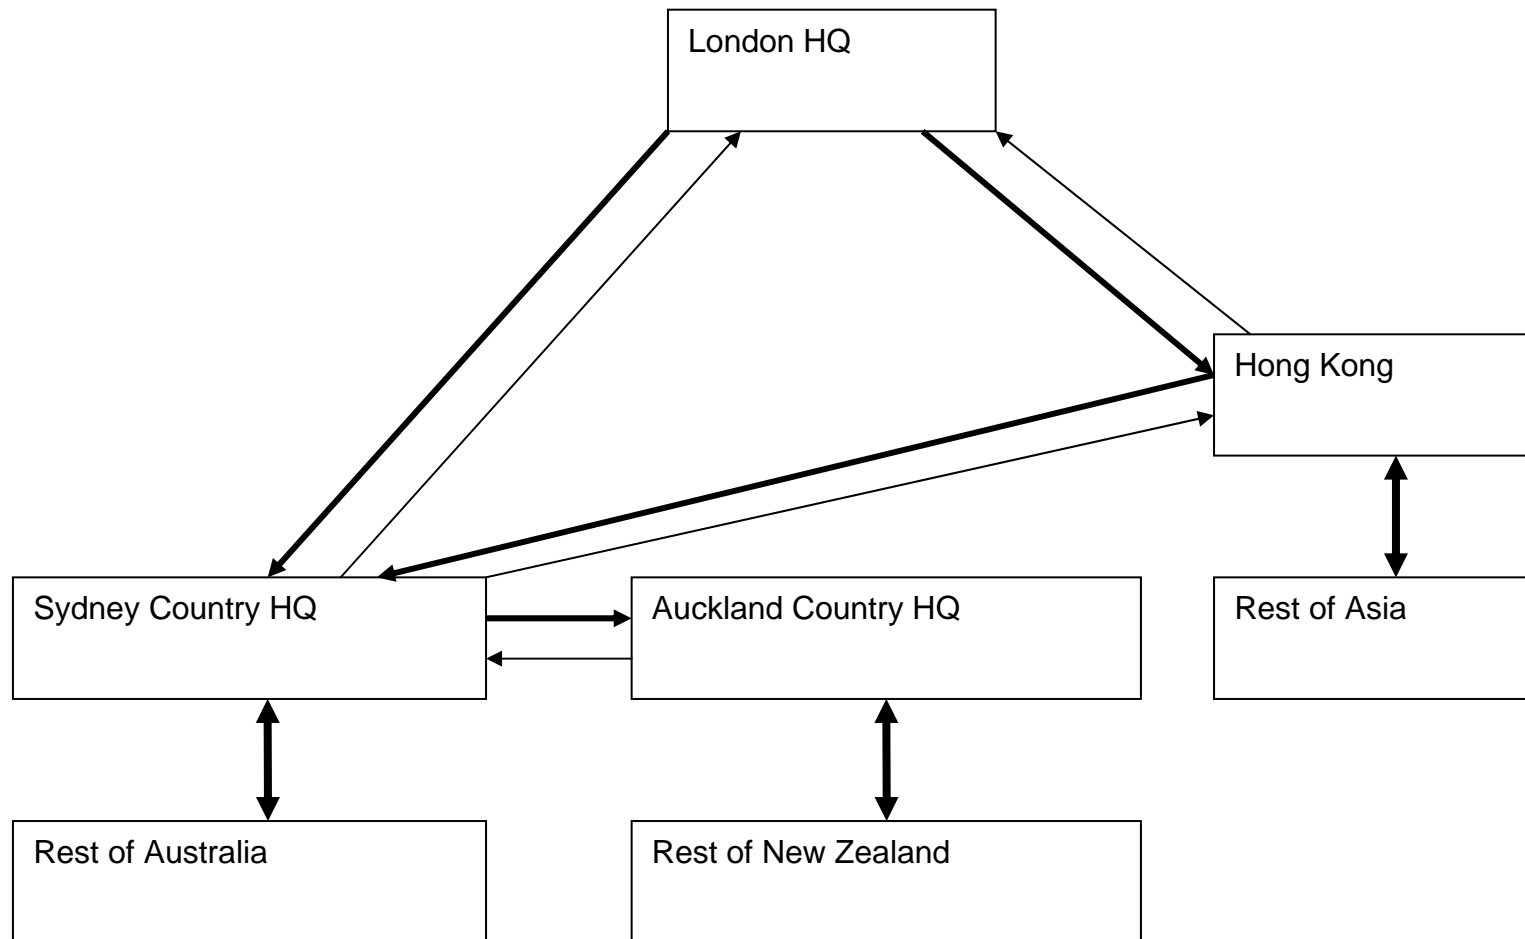 London HQ
Hong Kong
Sydney Country HQ
Auckland Country HQ
Rest of Asia
Rest of Australia
Rest of New Zealand